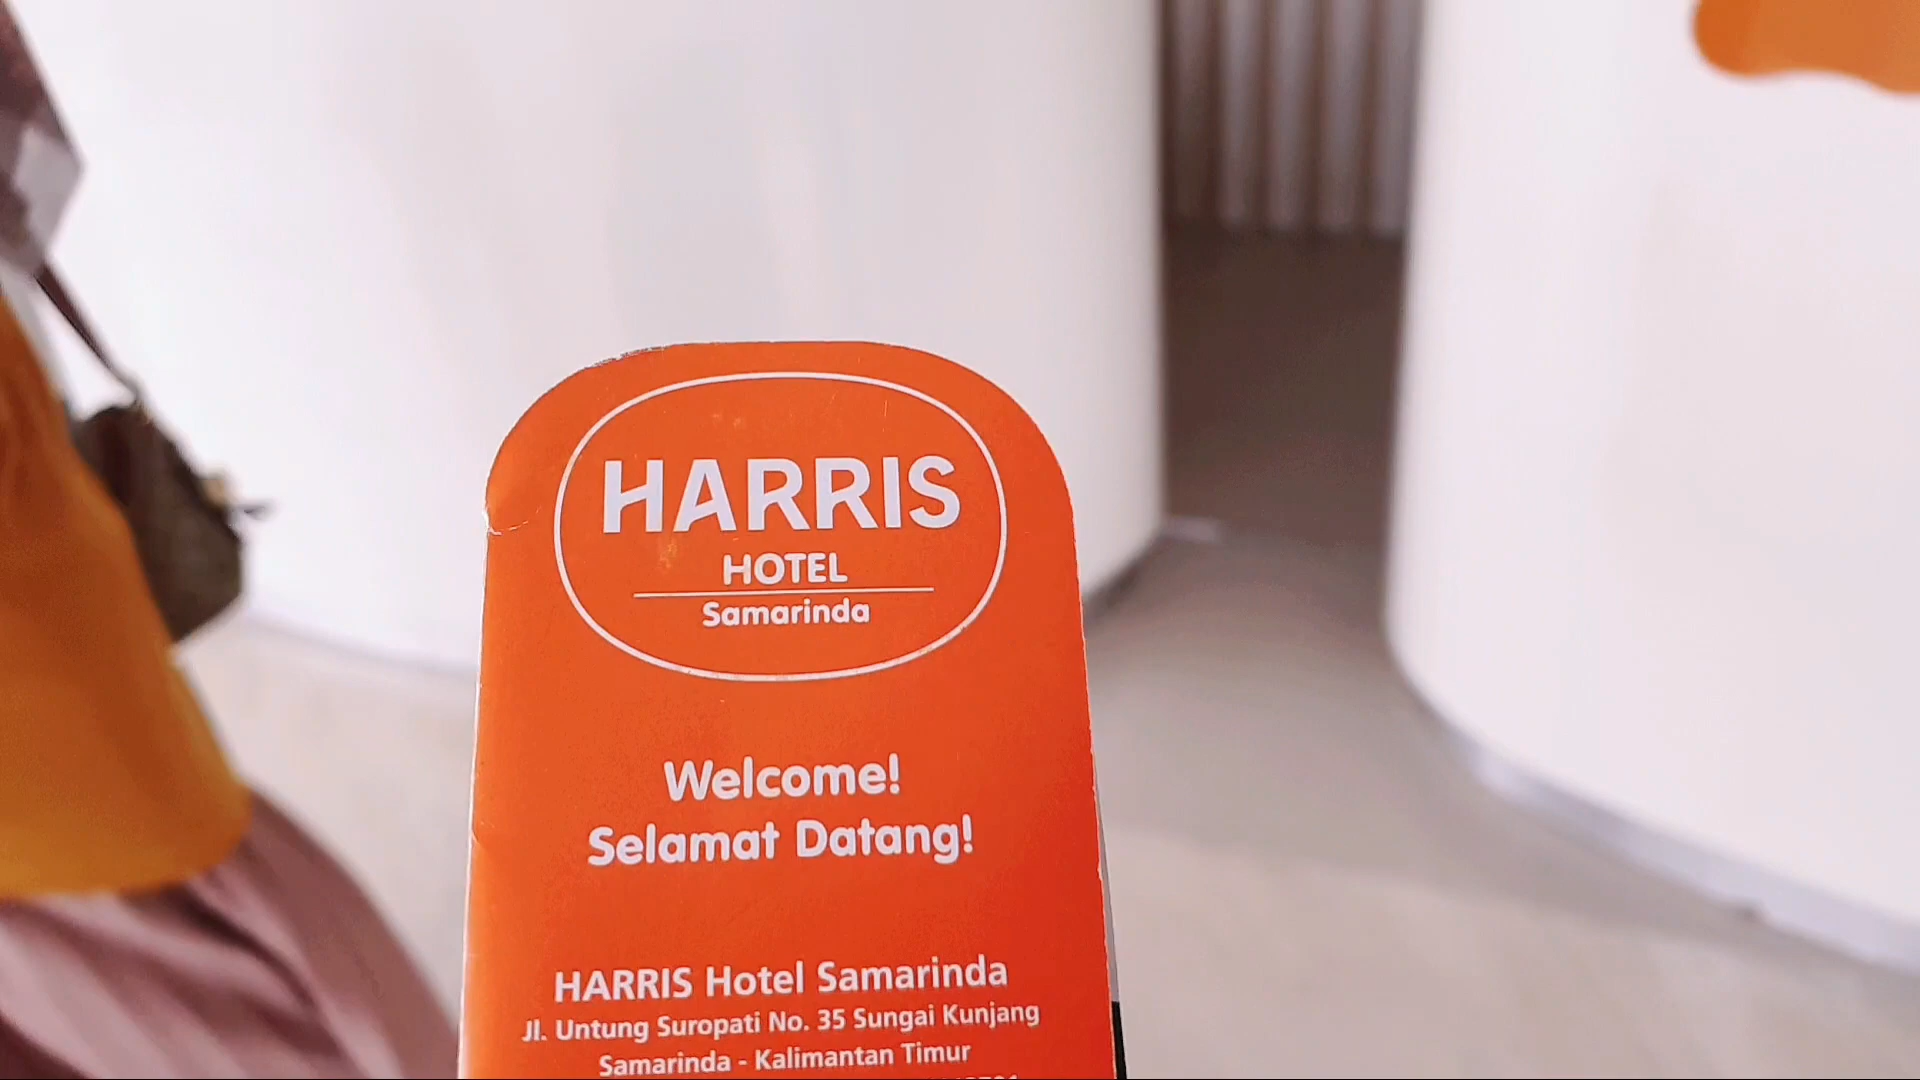 HARRIS
HOTEL
Samarinda
Welcome!
Selamat Datang!
HARRIS Hotel Samarinda
Jl. Untung Suropati No. 35 Sungai Kunjang
Samarinda - Kalimantan Timur